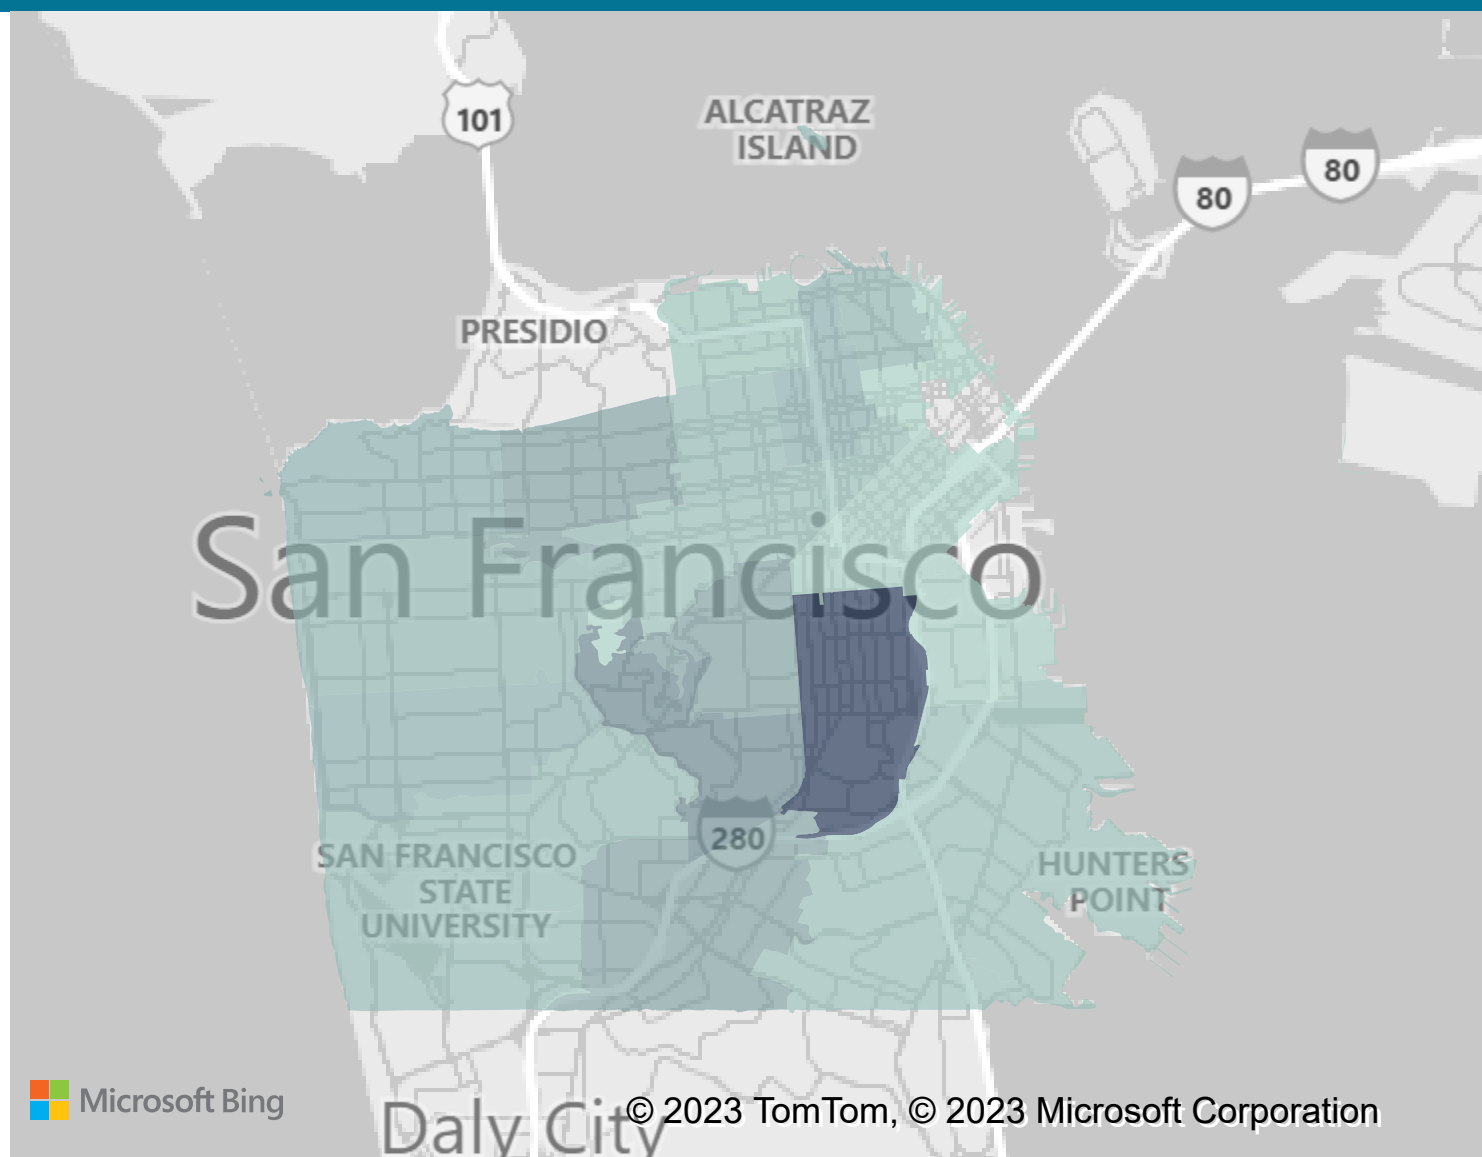 101
ALCATRAZ
ISLAND
80
80
PRESIDIO
San Francisco
280
SAN FRANCISCO
STATE
UNIVERSITY
HUNTERS
POINT
Microsoft Bing
Daly City
© 2023 TomTom, © 2023 Microsoft Corporation